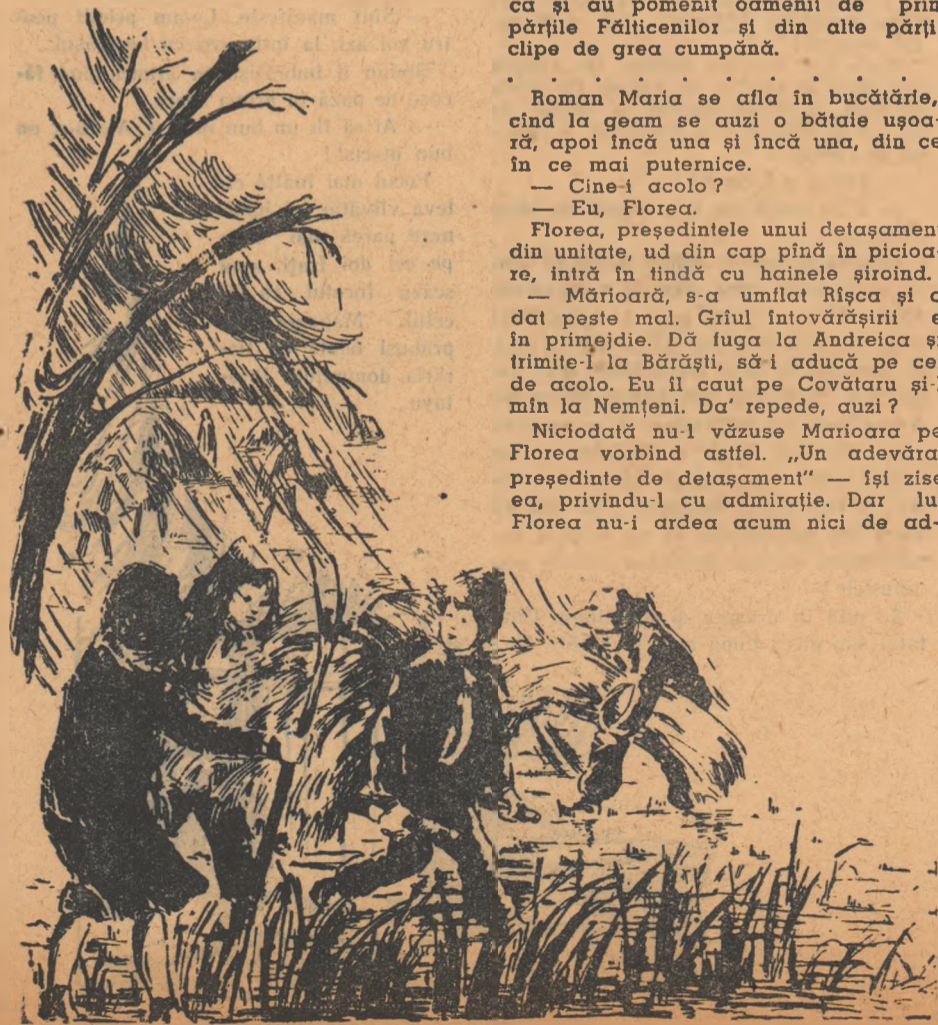 că și au pomenit oamenii de prin
părțile Fălticenilor și din alte părți
clipe de grea cumpănă.
. . . . . . . . . . .
Roman Maria se afla în bucătărie,
cînd la geam se auzi o bătaie ușoa-
ră, apoi încă una și încă una, din ce
în ce mai puternice.
— Cine-i acolo ?
— Eu, Florea.
Florea, președintele unui detașament
din unitate, ud din cap pînă în picioa-
re, intră în tindă cu hainele șiroind.
— Mărioară, s-a umflat Rîșca și a
dat peste mal. Grîul întovărășirii e
în primejdie. Dă fuga la Andreica și
trimite-l la Bărăști, să-i aducă pe cei
de acolo. Eu îl caut pe Covătaru și-l
mîn la Nemțeni. Da' repede, auzi ?
Niciodată nu-l văzuse Marioara pe
Florea vorbind astfel. „Un adevăra
președinte de detașament" — își zise
ea, privindu-l cu admirație. Dar lui
Florea nu-i ardea acum nici de ad-